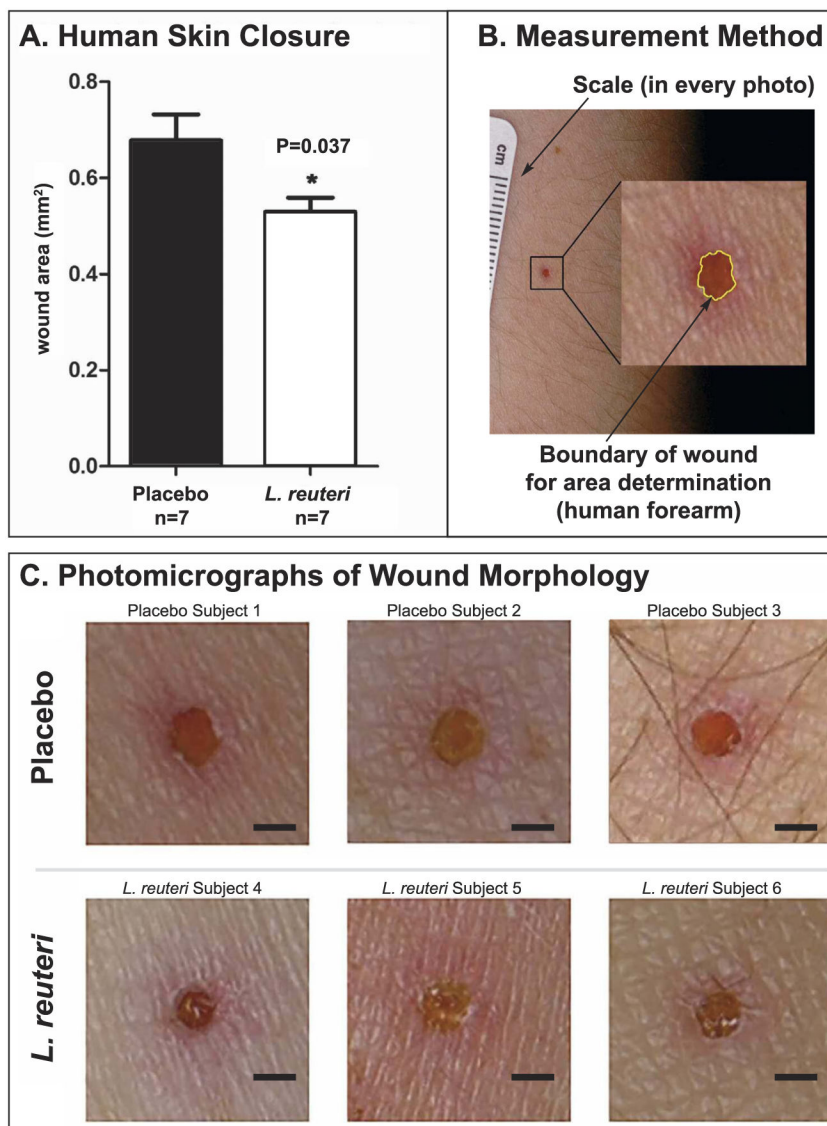 A. Human Skin Closure
0.8
0.6
0.4
0.2
0.0
wound area (mm²)
P=0.037
*
Placebo
n=7
L. reuteri
n=7
B. Measurement Method
Scale (in every photo)
cm
Boundary of wound
for area determination
(human forearm)
C. Photomicrographs of Wound Morphology
Placebo
Placebo Subject 1
Placebo Subject 2
Placebo Subject 3
L. reuteri
L. reuteri Subject 4
L. reuteri Subject 5
L. reuteri Subject 6